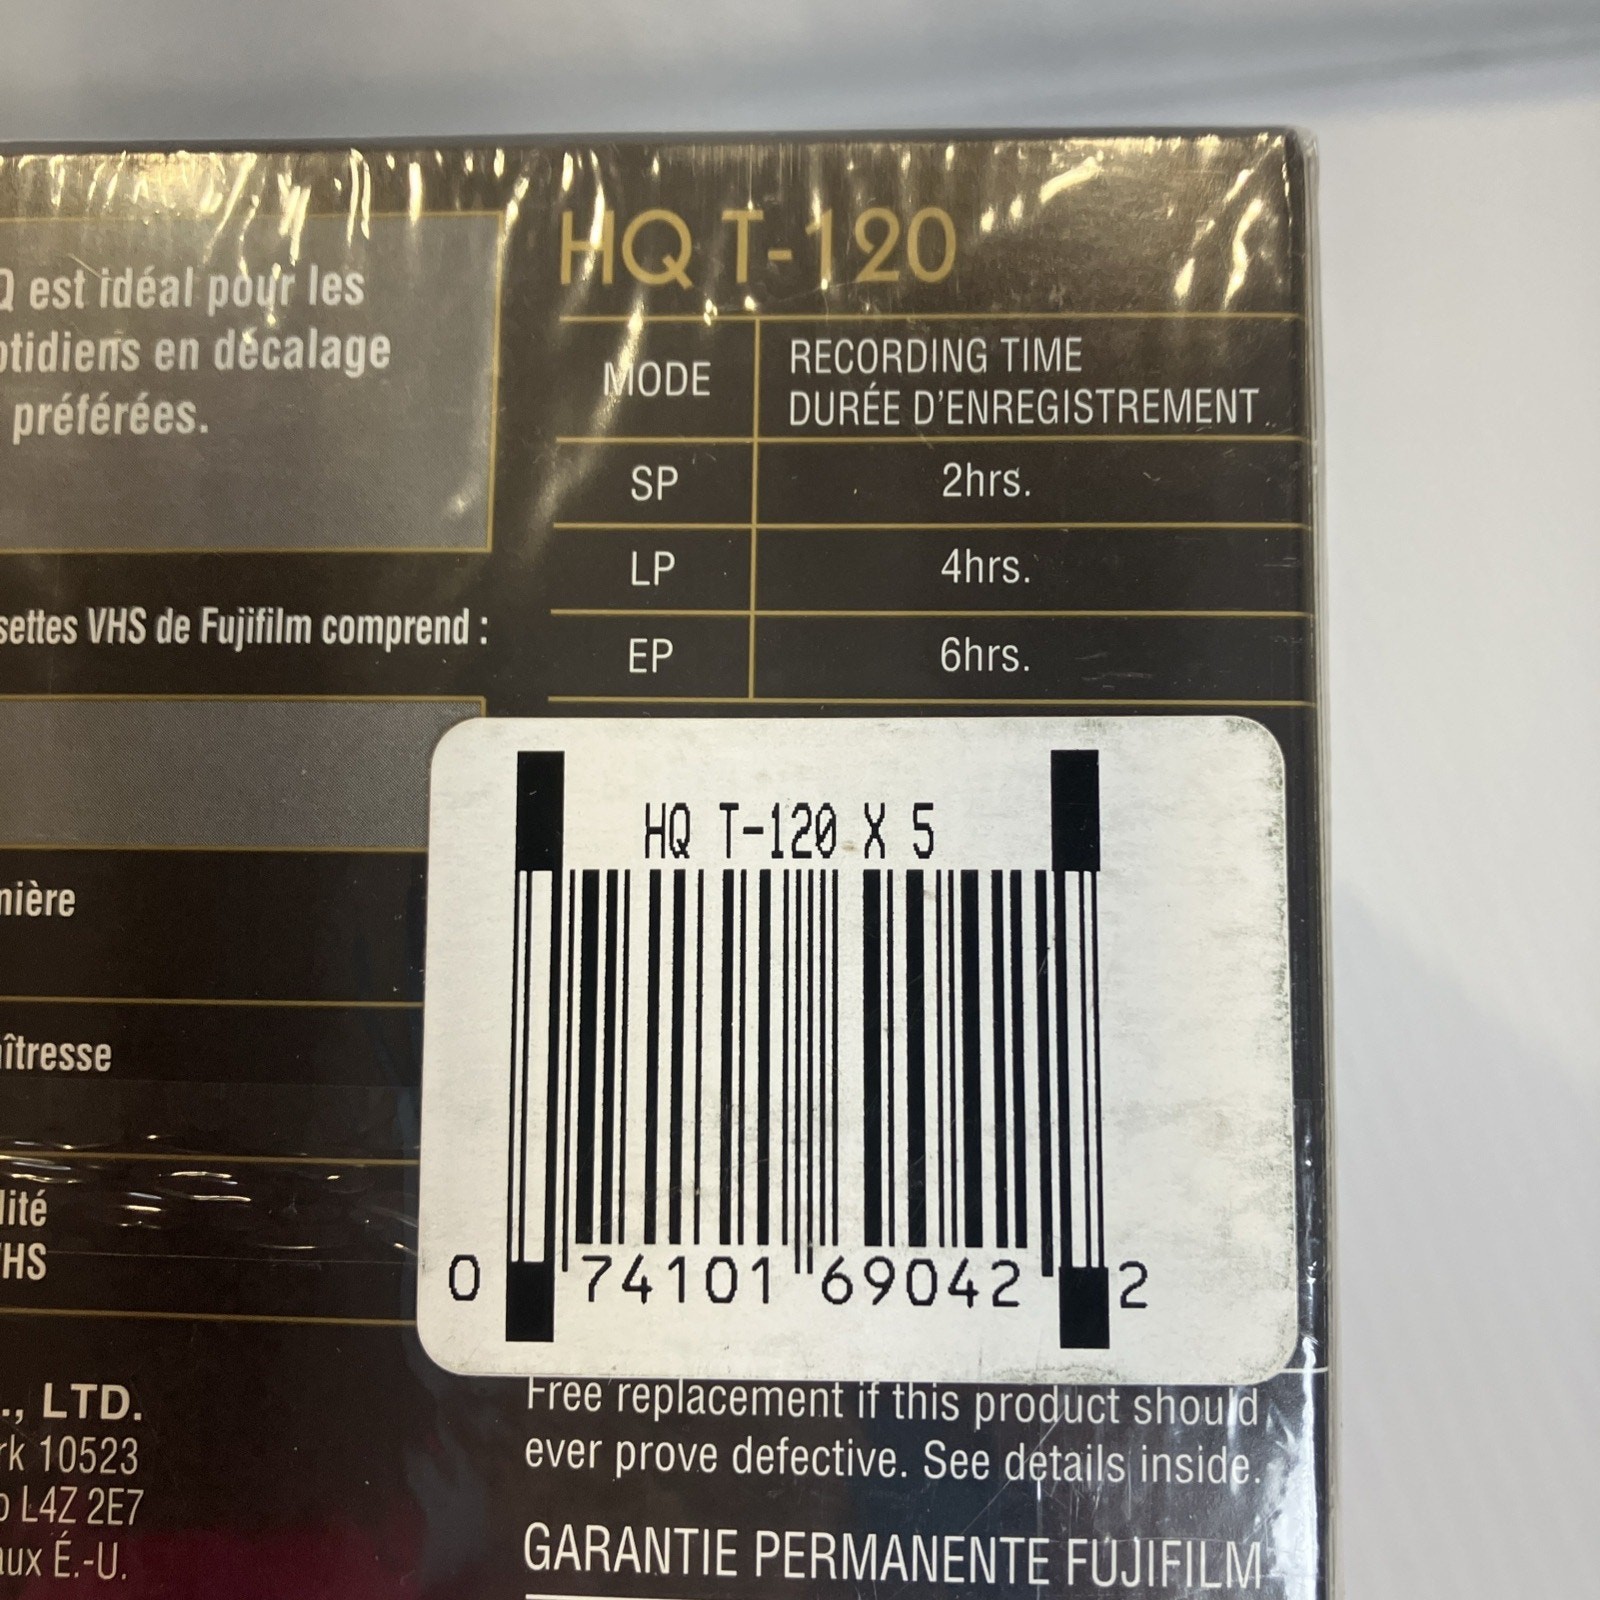 Q est idéal pour les
otidiens en décalage
préférées.
settes VHS de Fujifilm comprend :
nière
aîtresse
lité
VHS
., LTD.
rk 10523
o L4Z 2E7
aux É.-U.
HQ T-120
MODE
RECORDING TIME
DURÉE D'ENREGISTREMENT
SP 2hrs.
LP 4hrs.
EP 6hrs.
HQ T-120 X 5
0 74101 69042 2
Free replacement if this product should
ever prove defective. See details inside.
GARANTIE PERMANENTE FUJIFILM